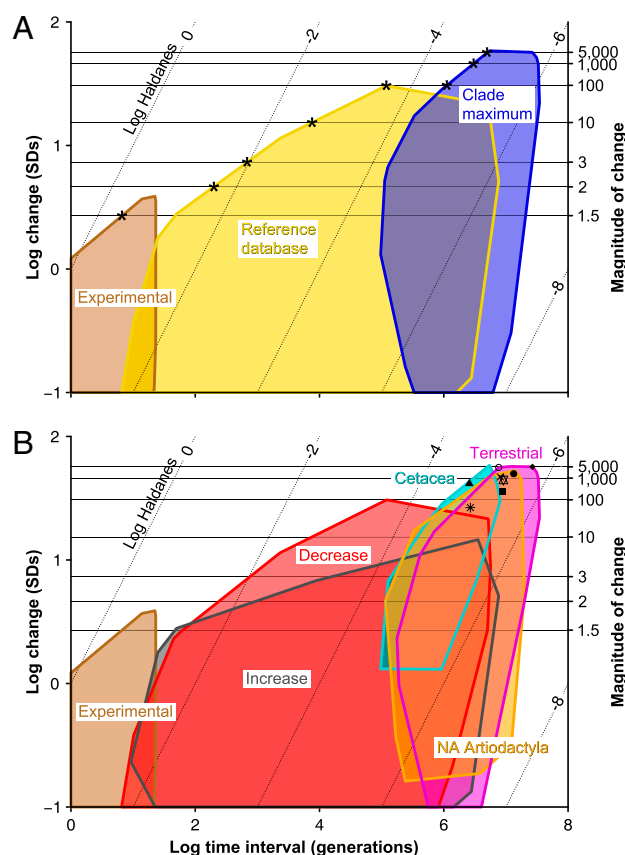 A
2
1
0
−1
Log change (SDs)
Log Haldanes
0
-2
-4
-6
-8
5,000
1,000
100
10
3
2
1.5
Magnitude of change
Clade
maximum
Reference
database
Experimental
B
2
1
0
−1
Log change (SDs)
Log Haldanes
0
-2
-4
-6
-8
5,000
1,000
100
10
3
2
1.5
Magnitude of change
Terrestrial
Cetacea
Decrease
Increase
Experimental
NA Artiodactyla
0
2
4
6
8
Log time interval (generations)